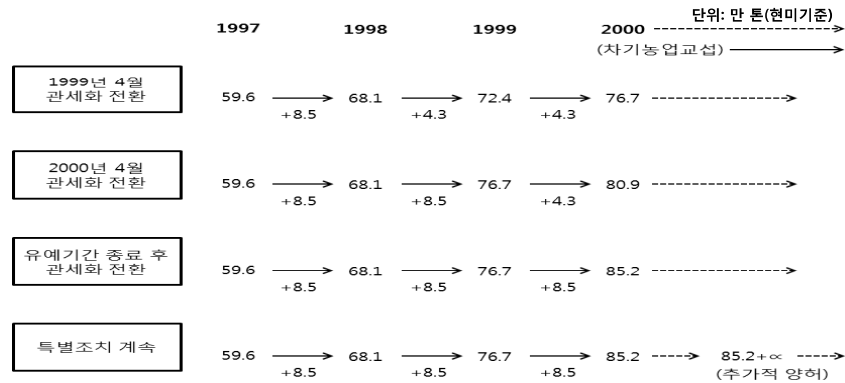 단위: 만 톤(현미기준)
1997 1998 1999 2000
(차기농업교섭)
1999년 4월
관세화 전환
59.6 68.1 72.4 76.7
+8.5 +4.3 +4.3
2000년 4월
관세화 전환
59.6 68.1 76.7 80.9
+8.5 +8.5 +4.3
유예기간 종료 후
관세화 전환
59.6 68.1 76.7 85.2
+8.5 +8.5 +8.5
특별조치 계속
59.6 68.1 76.7 85.2 85.2+∝
+8.5 +8.5 +8.5 (추가적 양허)